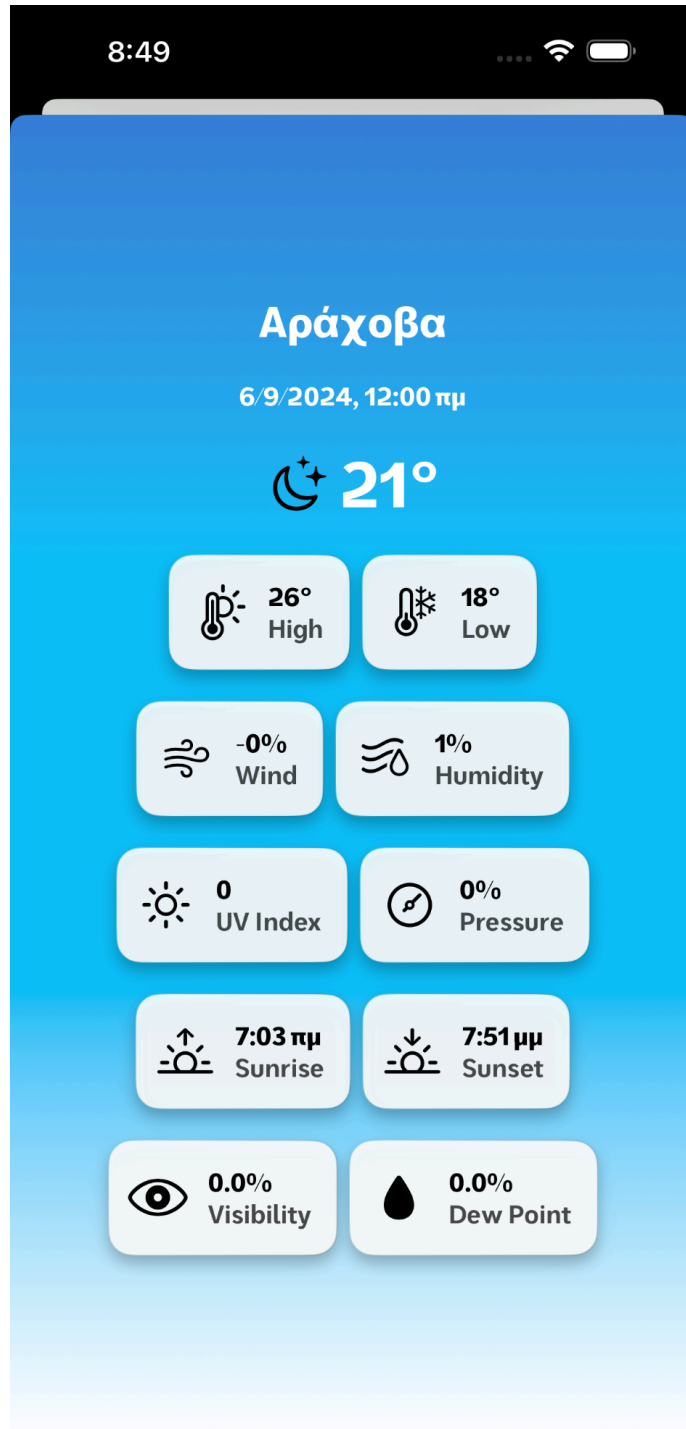 8:49
Αράχοβα
6/9/2024, 12:00 πμ
21°
26°
High
18°
Low
-0%
Wind
1%
Humidity
0
UV Index
0%
Pressure
7:03 πμ
Sunrise
7:51 μμ
Sunset
0.0%
Visibility
0.0%
Dew Point